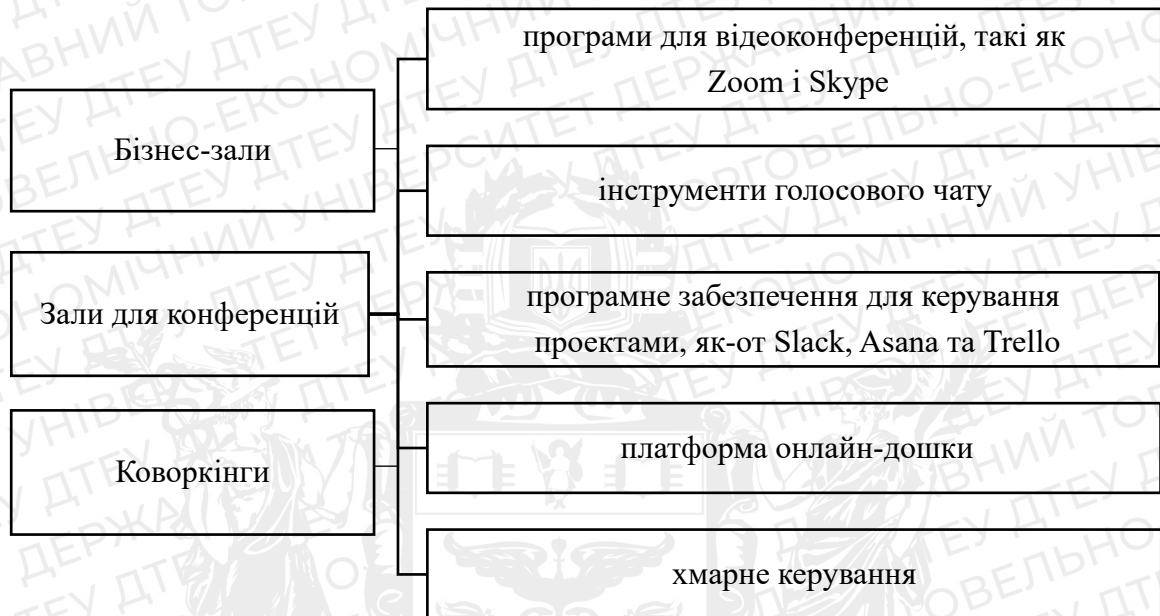 Бізнес-зали
Зали для конференцій
Коворкінги
програми для відеоконференцій, такі як
Zoom і Skype
інструменти голосового чату
програмне забезпечення для керування
проектами, як-от Slack, Asana та Trello
платформа онлайн-дошки
хмарне керування